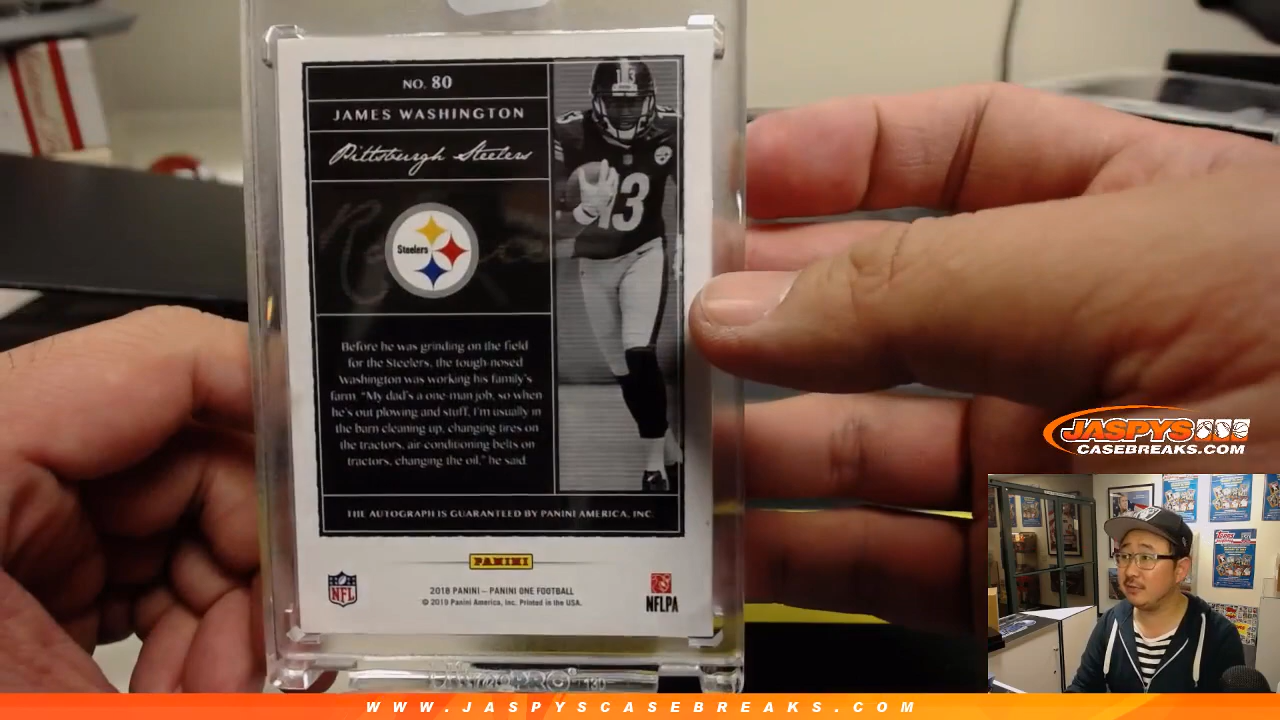 NO. 80
JAMES WASHINGTON
Pittsburgh Steelers
Steelers
13
13
Before he was grinding on the field
for the Steelers, the tough-nosed
Washington was working his family's
farm. "My dad's a one-man job, so when
he's out plowing and stuff, I'm usually in
the barn cleaning up, changing tires on
the tractors, air-conditioning belts on
tractors, changing the oil," he said.
THE AUTOGRAPH IS GUARANTEED BY PANINI AMERICA, INC.
PANINI
NFL
2018 PANINI – PANINI ONE FOOTBALL
© 2019 Panini America, Inc. Printed in the USA.
NFLPA
JASPYS
CASEBREAKS.COM
WWW.JASPYSCASEBREAKS.COM